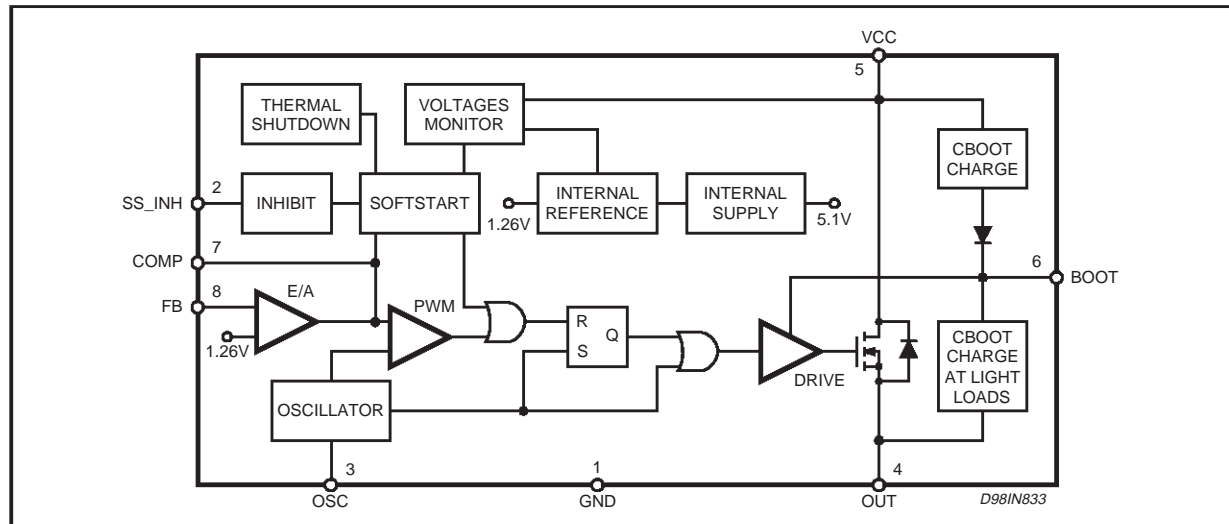 VCC
5
THERMAL
SHUTDOWN
VOLTAGES
MONITOR
CBOOT
CHARGE
2
SS_INH
INHIBIT
SOFTSTART
1.26V
INTERNAL
REFERENCE
INTERNAL
SUPPLY
5.1V
7
COMP
6
BOOT
8
FB
E/A
1.26V
PWM
R
S
Q
DRIVE
CBOOT
CHARGE
AT LIGHT
LOADS
OSCILLATOR
3
OSC
1
GND
4
OUT
D98IN833